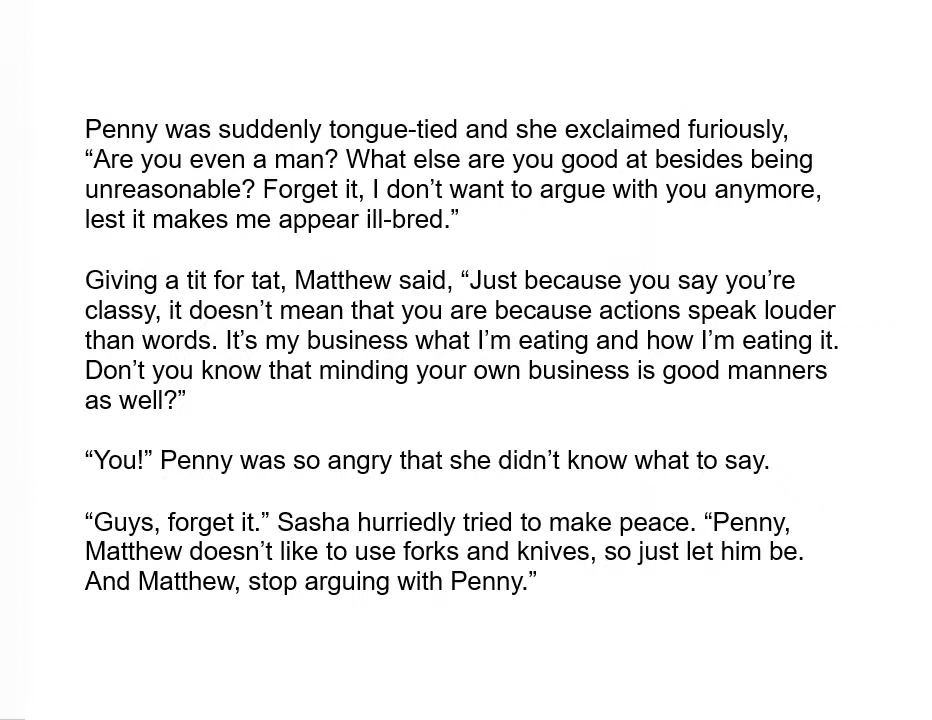 Penny was suddenly tongue-tied and she exclaimed furiously,
“Are you even a man? What else are you good at besides being
unreasonable? Forget it, I don’t want to argue with you anymore,
lest it makes me appear ill-bred.”
Giving a tit for tat, Matthew said, “Just because you say you’re
classy, it doesn’t mean that you are because actions speak louder
than words. It’s my business what I’m eating and how I’m eating it.
Don’t you know that minding your own business is good manners
as well?”
“You!” Penny was so angry that she didn’t know what to say.
“Guys, forget it.” Sasha hurriedly tried to make peace. “Penny,
Matthew doesn’t like to use forks and knives, so just let him be.
And Matthew, stop arguing with Penny.”